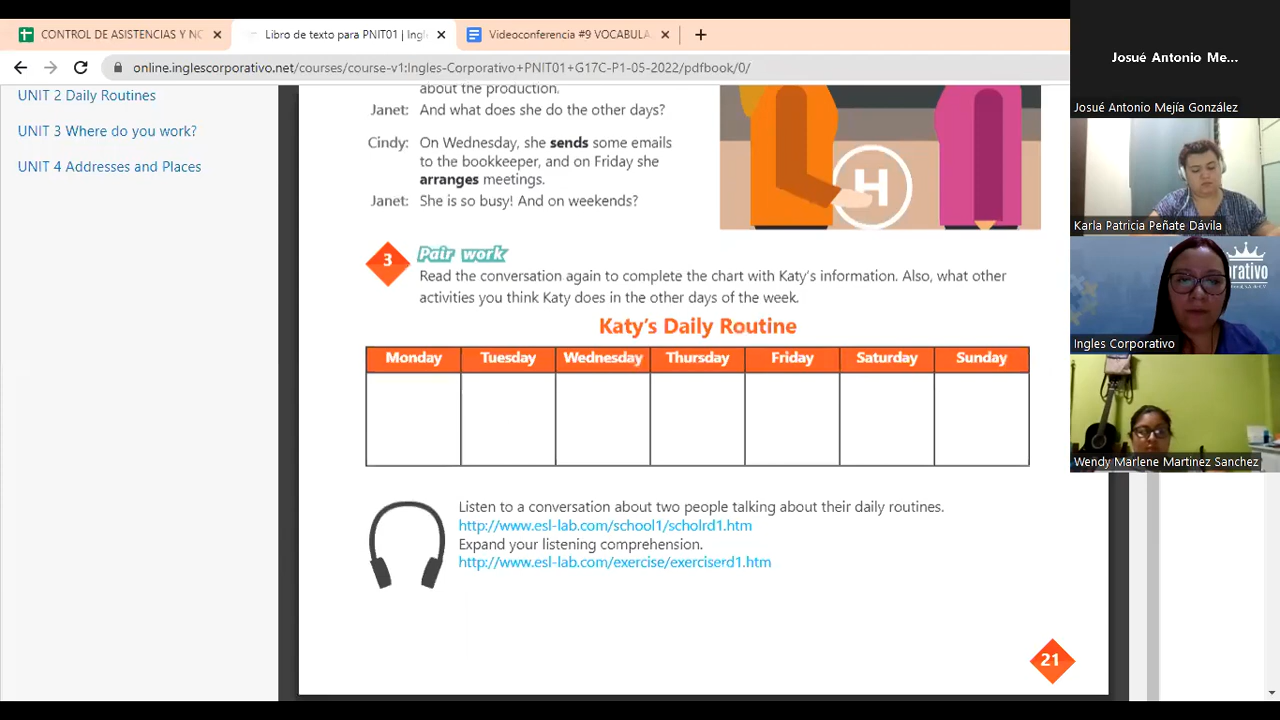 CONTROL DE ASISTENCIAS Y NC
Libro de texto para PNIT01 | Ingl
Videoconferencia #9 VOCABULA
online.inglescorporativo.net/courses/course-v1:Ingles-Corporativo+PNIT01+G17C-P1-05-2022/pdfbook/0/
UNIT 2 Daily Routines
UNIT 3 Where do you work?
UNIT 4 Addresses and Places
about the production.
Janet: And what does she do the other days?
Cindy: On Wednesday, she sends some emails
to the bookkeeper, and on Friday she
arranges meetings.
Janet: She is so busy! And on weekends?
H
3 Pair work
Read the conversation again to complete the chart with Katy's information. Also, what other
activities you think Katy does in the other days of the week.
Katy's Daily Routine
Monday Tuesday Wednesday Thursday Friday Saturday Sunday
Listen to a conversation about two people talking about their daily routines.
http://www.esl-lab.com/school1/scholrd1.htm
Expand your listening comprehension.
http://www.esl-lab.com/exercise/exerciserd1.htm
21
Josué Antonio Me...
Josué Antonio Mejía González
Karla Patricia Peñate Dávila
Ingles Corporativo
Wendy Marlene Martinez Sanchez